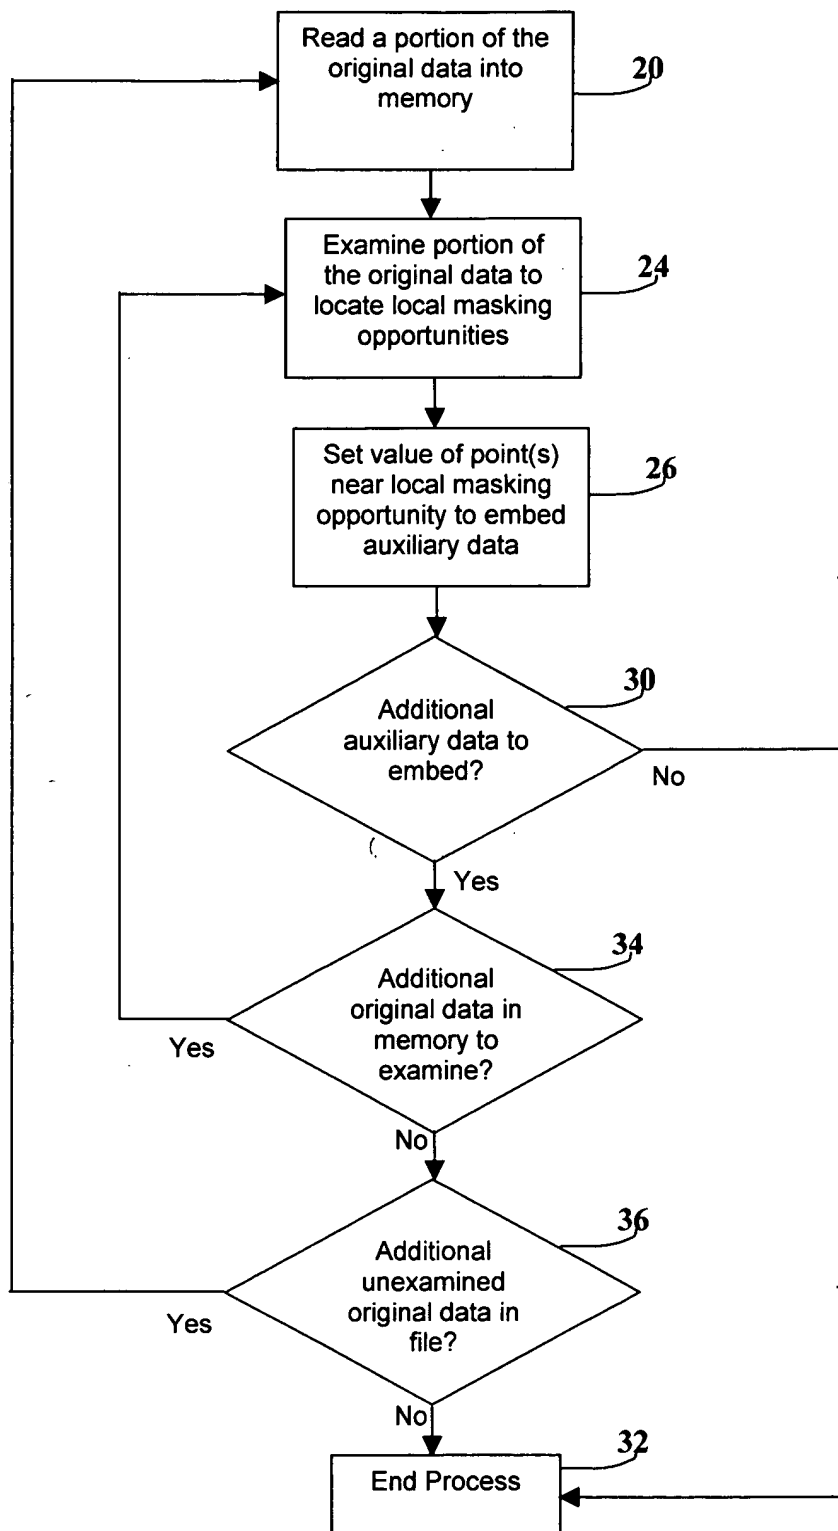 Read a portion of the
original data into
memory
20
Examine portion of
the original data to
locate local masking
opportunities
24
Set value of point(s)
near local masking
opportunity to embed
auxiliary data
26
Additional
auxiliary data to
embed?
30
No
Yes
Additional
original data in
memory to
examine?
34
Yes
No
Additional
unexamined
original data in
file?
36
Yes
No
End Process
32